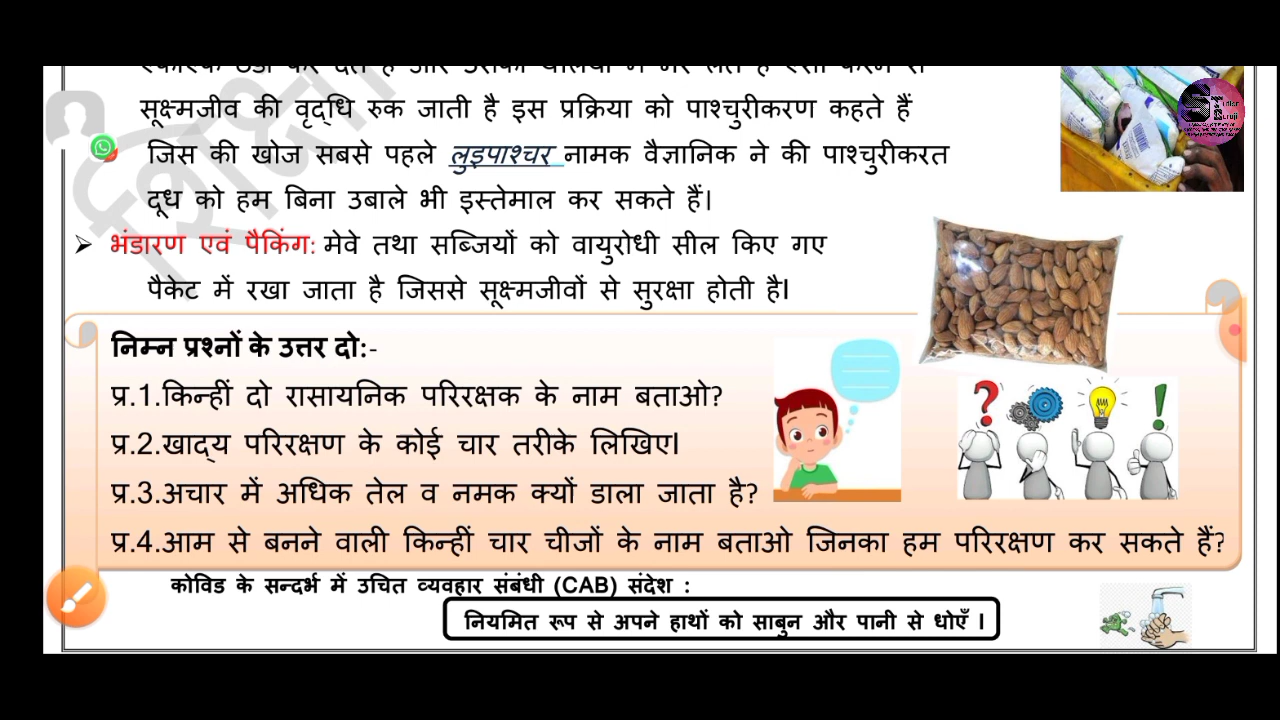 सूक्ष्मजीव की वृद्धि रुक जाती है इस प्रक्रिया को पाश्चुरीकरण कहते हैं
जिस की खोज सबसे पहले लुइपाश्चर नामक वैज्ञानिक ने की पाश्चुरीकरत
दूध को हम बिना उबाले भी इस्तेमाल कर सकते हैं।
➢ भंडारण एवं पैकिंग: मेवे तथा सब्जियों को वायुरोधी सील किए गए
पैकेट में रखा जाता है जिससे सूक्ष्मजीवों से सुरक्षा होती है।
निम्न प्रश्नों के उत्तर दो:-
प्र.1.किन्हीं दो रासायनिक परिरक्षक के नाम बताओ?
प्र.2.खाद्य परिरक्षण के कोई चार तरीके लिखिए।
प्र.3.अचार में अधिक तेल व नमक क्यों डाला जाता है?
प्र.4.आम से बनने वाली किन्हीं चार चीजों के नाम बताओ जिनका हम परिरक्षण कर सकते हैं?
कोविड के सन्दर्भ में उचित व्यवहार संबंधी (CAB) संदेश :
नियमित रूप से अपने हाथों को साबुन और पानी से धोएँ ।